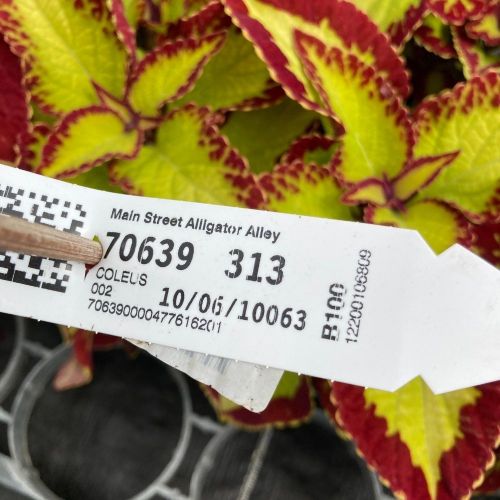 Main Street Alligator Alley
70639 313
COLEUS
002 10/06/10063
706390000477616201
B100
12200106809